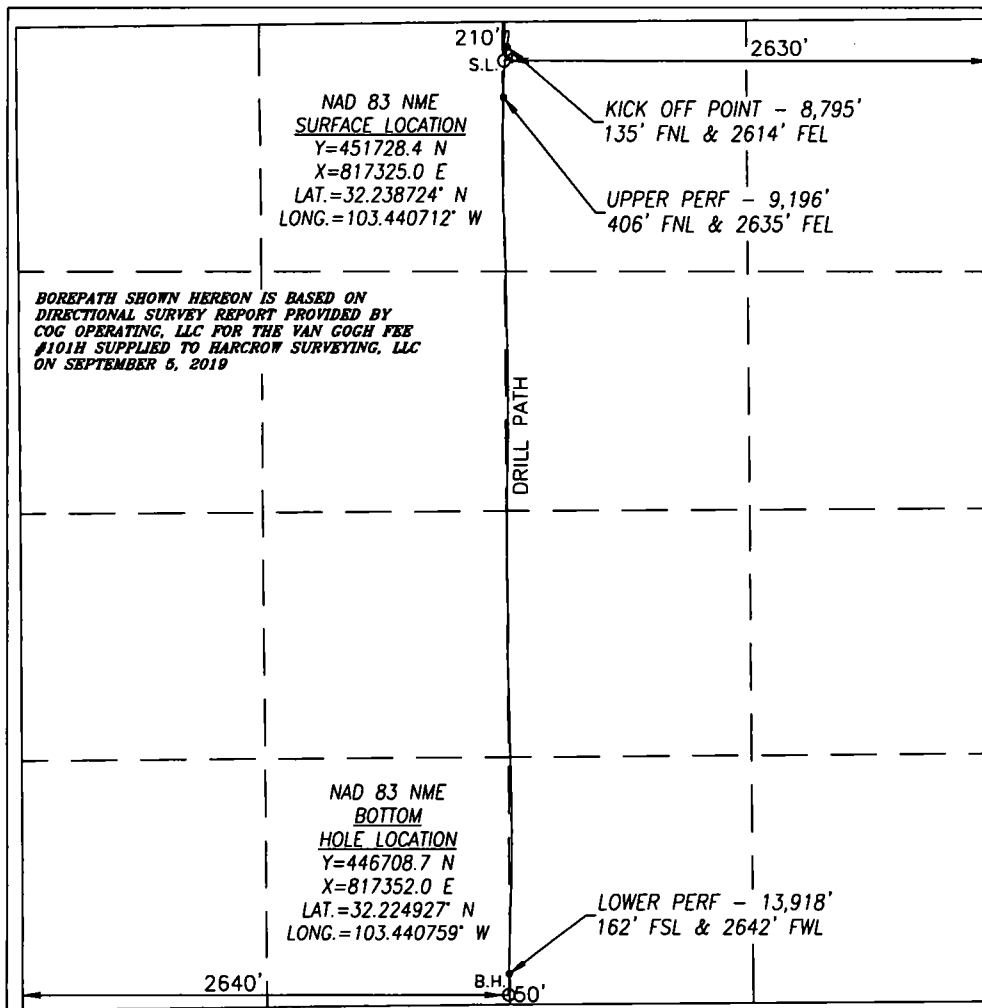 210'
2630'
S.L.
NAD 83 NME
SURFACE LOCATION
Y=451728.4 N
X=817325.0 E
LAT.=32.238724° N
LONG.=103.440712° W
KICK OFF POINT - 8,795'
135' FNL & 2614' FEL
UPPER PERF - 9,196'
406' FNL & 2635' FEL
BOREPATH SHOWN HEREON IS BASED ON
DIRECTIONAL SURVEY REPORT PROVIDED BY
COG OPERATING, LLC FOR THE VAN GOGH FEE
#101H SUPPLIED TO HARCROW SURVEYING, LLC
ON SEPTEMBER 5, 2019
DRILL PATH
NAD 83 NME
BOTTOM
HOLE LOCATION
Y=446708.7 N
X=817352.0 E
LAT.=32.224927° N
LONG.=103.440759° W
LOWER PERF - 13,918'
162' FSL & 2642' FWL
2640'
B.H.
50'